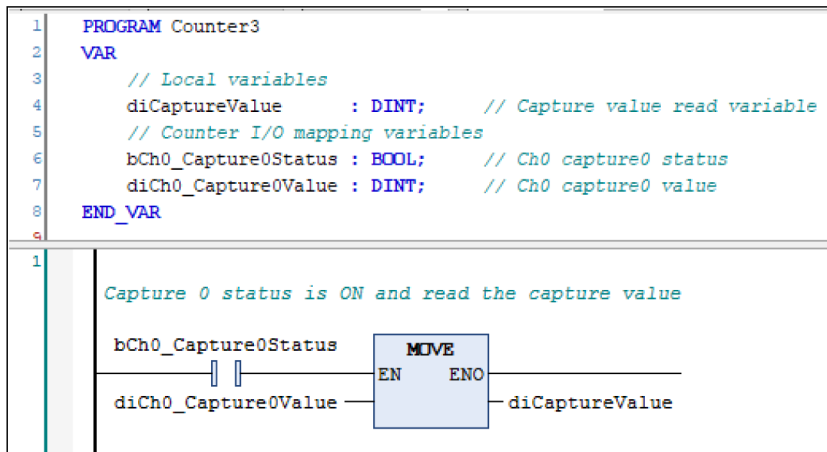 1 PROGRAM Counter3
2 VAR
3 // Local variables
4 diCaptureValue : DINT; // Capture value read variable
5 // Counter I/O mapping variables
6 bCh0_Capture0Status : BOOL; // Ch0 capture0 status
7 diCh0_Capture0Value : DINT; // Ch0 capture0 value
8 END_VAR
9
1
Capture 0 status is ON and read the capture value
bCh0_Capture0Status MOVE
EN ENO
diCh0_Capture0Value diCaptureValue